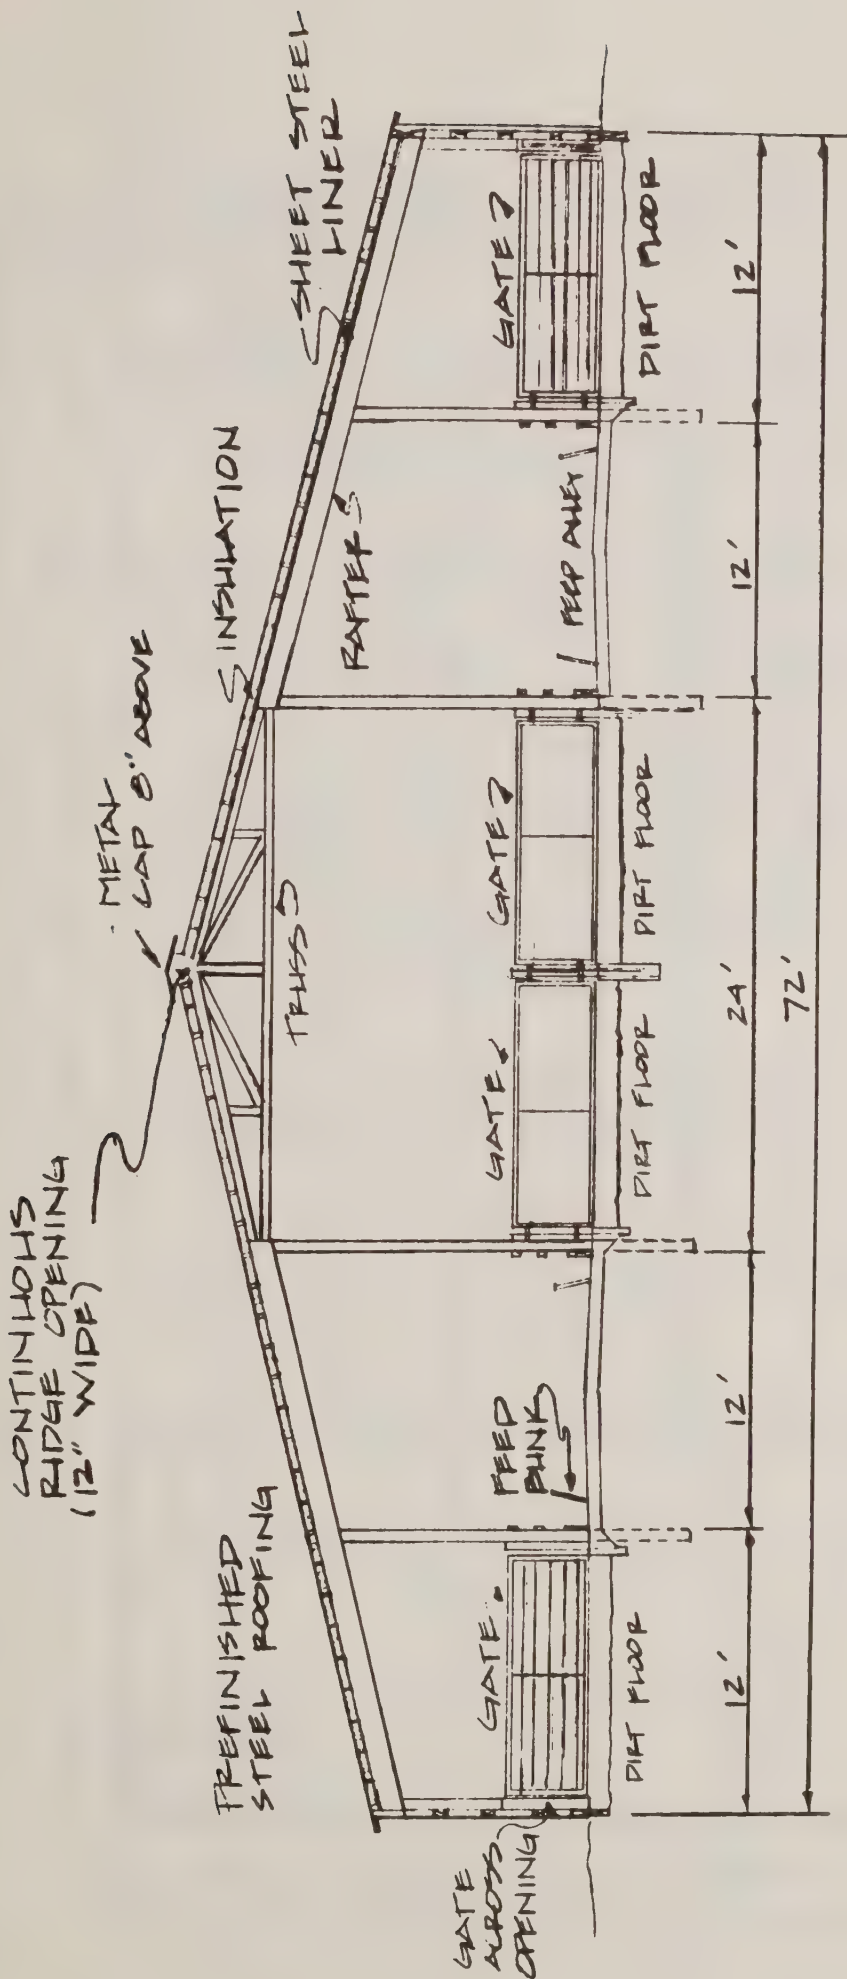 CONTINUOUS
RIDGE OPENING
(12" WIDE)
METAL
CAP 8" ABOVE
INSULATION
SHEET STEEL
LINER
PREFINISHED
STEEL ROOFING
TRUSS
RAFTER
GATE
ACROSS
OPENING
GATE
FEED
BUNK
GATE
GATE
FEED ALLEY
GATE
DIRT FLOOR
DIRT FLOOR
DIRT FLOOR
DIRT FLOOR
12'
12'
24'
12'
12'
72'